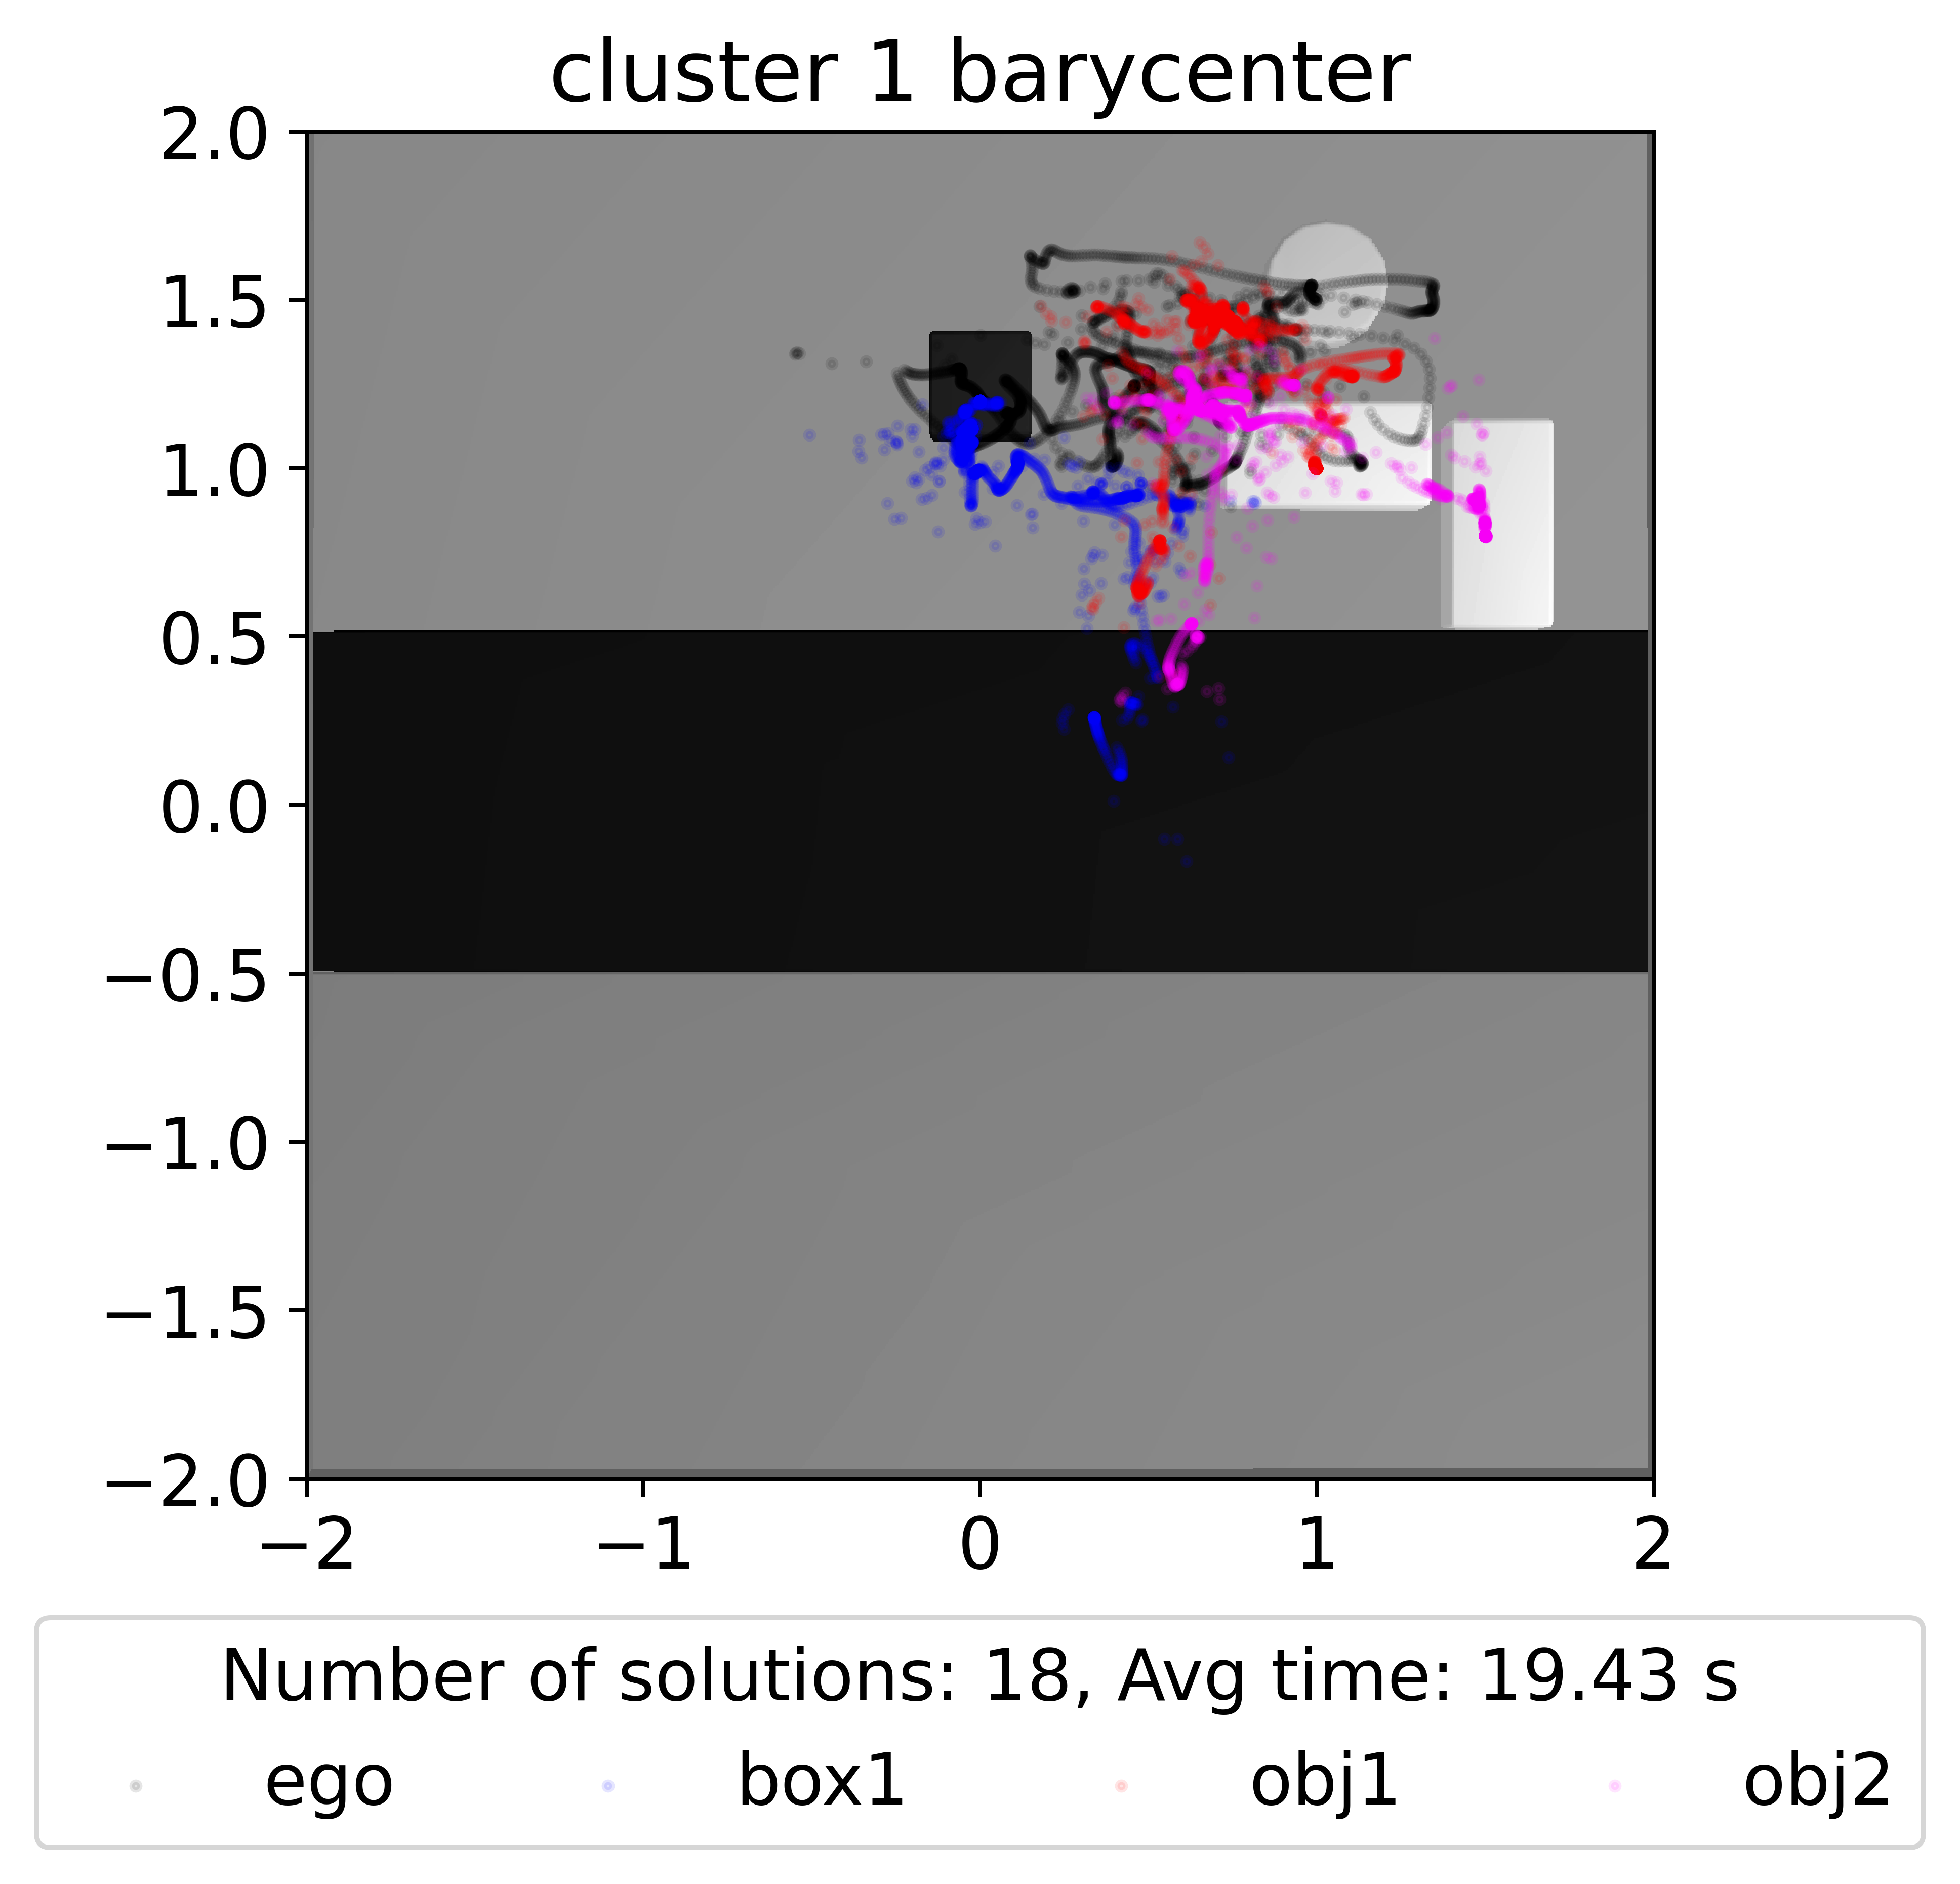 cluster 1 barycenter
2.0
1.5
1.0
0.5
0.0
−0.5
−1.0
−1.5
−2.0
−2 −1 0 1 2
Number of solutions: 18, Avg time: 19.43 s
ego box1 obj1 obj2